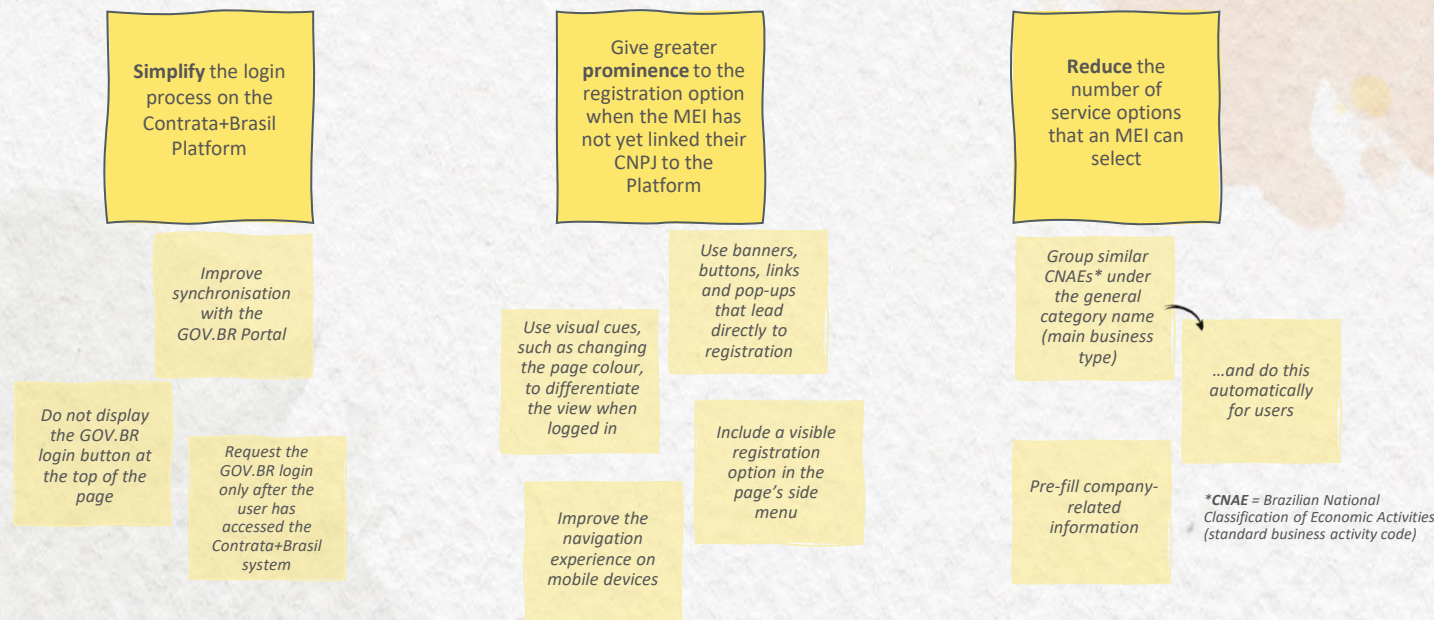 Simplify the login
process on the
Contrata+Brasil
Platform
Improve
synchronisation
with the
GOV.BR Portal
Do not display
the GOV.BR
login button at
the top of the
page
Request the
GOV.BR login
only after the
user has
accessed the
Contrata+Brasil
system
Give greater
prominence to the
registration option
when the MEI has
not yet linked their
CNPJ to the
Platform
Use banners,
buttons, links
and pop-ups
that lead
directly to
registration
Use visual cues,
such as changing
the page colour,
to differentiate
the view when
logged in
Include a visible
registration
option in the
page's side
menu
Improve the
navigation
experience on
mobile devices
Reduce the
number of
service options
that an MEI can
select
Group similar
CNAEs* under
the general
category name
(main business
type)
...and do this
automatically
for users
Pre-fill company-
related
information
*CNAE = Brazilian National
Classification of Economic Activities
(standard business activity code)